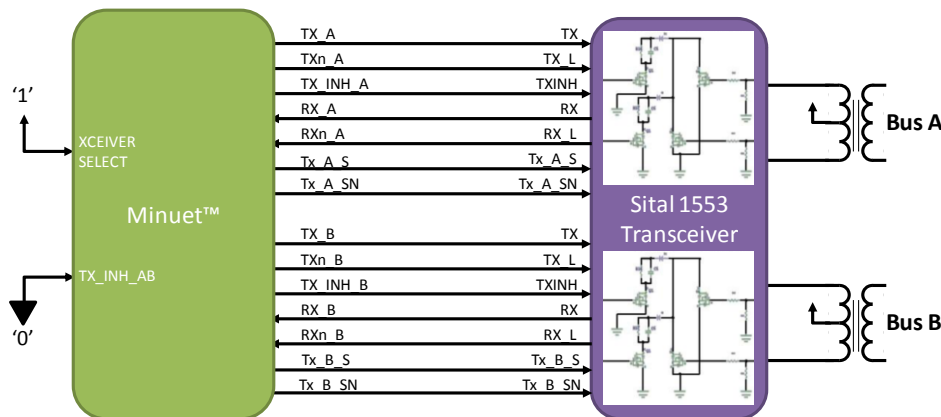 TX_A TX
TXn_A TX_L
TX_INH_A TXINH
RX_A RX
RXn_A RX_L
Tx_A_S Tx_A_S
Tx_A_SN Tx_A_SN
'1'
XCEIVER
SELECT
Minuet™
TX_INH_AB
'0'
Sital 1553
Transceiver
TX_B TX
TXn_B TX_L
TX_INH_B TXINH
RX_B RX
RXn_B RX_L
Tx_B_S Tx_B_S
Tx_B_SN Tx_B_SN
Bus A
Bus B